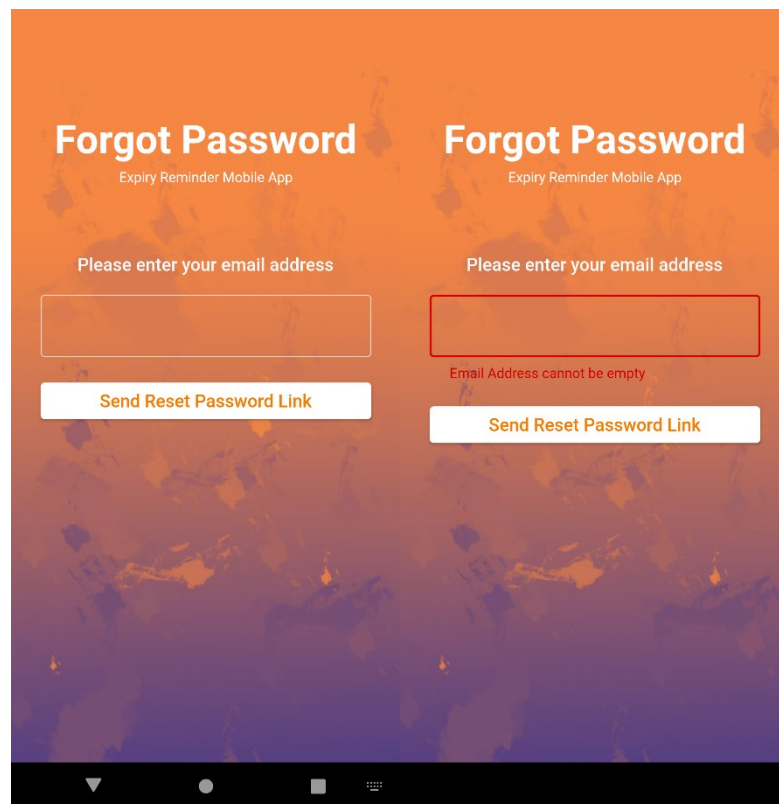 Forgot Password
Expiry Reminder Mobile App
Please enter your email address
Send Reset Password Link
Forgot Password
Expiry Reminder Mobile App
Please enter your email address
Email Address cannot be empty
Send Reset Password Link